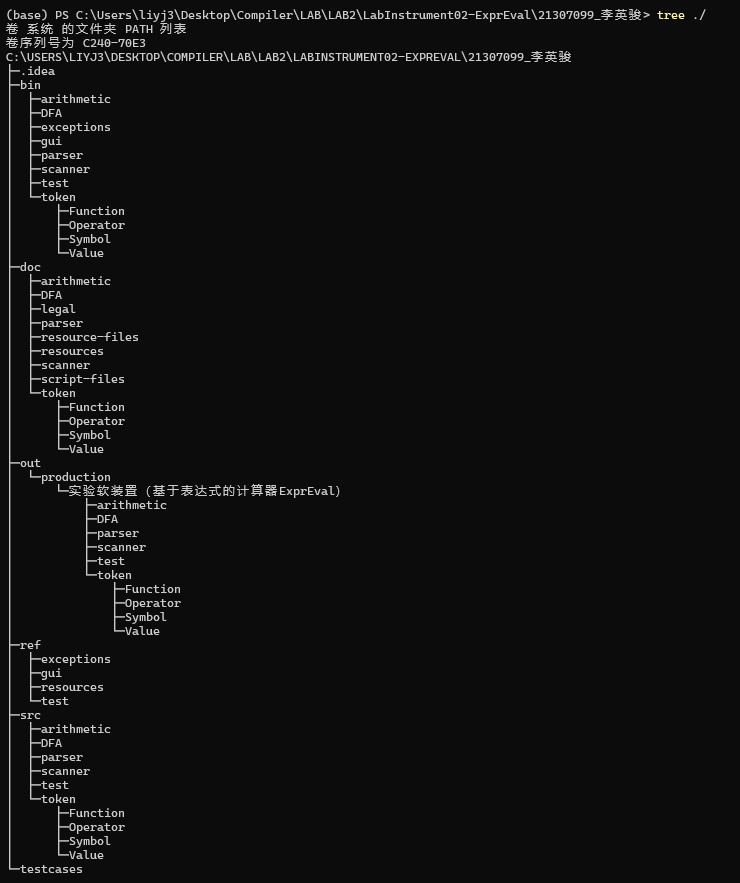 (base) PS C:\Users\liyj3\Desktop\Compiler\LAB\LAB2\LabInstrument02-ExprEval\21307099_李英骏> tree ./
卷 系统 的文件夹 PATH 列表
卷序列号为 C240-70E3
C:\USERS\LIYJ3\DESKTOP\COMPILER\LAB\LAB2\LABINSTRUMENT02-EXPREVAL\21307099_李英骏
├─.idea
├─bin
│  ├─arithmetic
│  ├─DFA
│  ├─exceptions
│  ├─gui
│  ├─parser
│  ├─scanner
│  ├─test
│  └─token
│      ├─Function
│      ├─Operator
│      ├─Symbol
│      └─Value
├─doc
│  ├─arithmetic
│  ├─DFA
│  ├─legal
│  ├─parser
│  ├─resource-files
│  ├─resources
│  ├─scanner
│  ├─script-files
│  └─token
│      ├─Function
│      ├─Operator
│      ├─Symbol
│      └─Value
├─out
│  └─production
│      └─实验软装置（基于表达式的计算器ExprEval）
│          ├─arithmetic
│          ├─DFA
│          ├─parser
│          ├─scanner
│          ├─test
│          └─token
│              ├─Function
│              ├─Operator
│              ├─Symbol
│              └─Value
├─ref
│  ├─exceptions
│  ├─gui
│  ├─resources
│  └─test
├─src
│  ├─arithmetic
│  ├─DFA
│  ├─parser
│  ├─scanner
│  ├─test
│  └─token
│      ├─Function
│      ├─Operator
│      ├─Symbol
│      └─Value
└─testcases